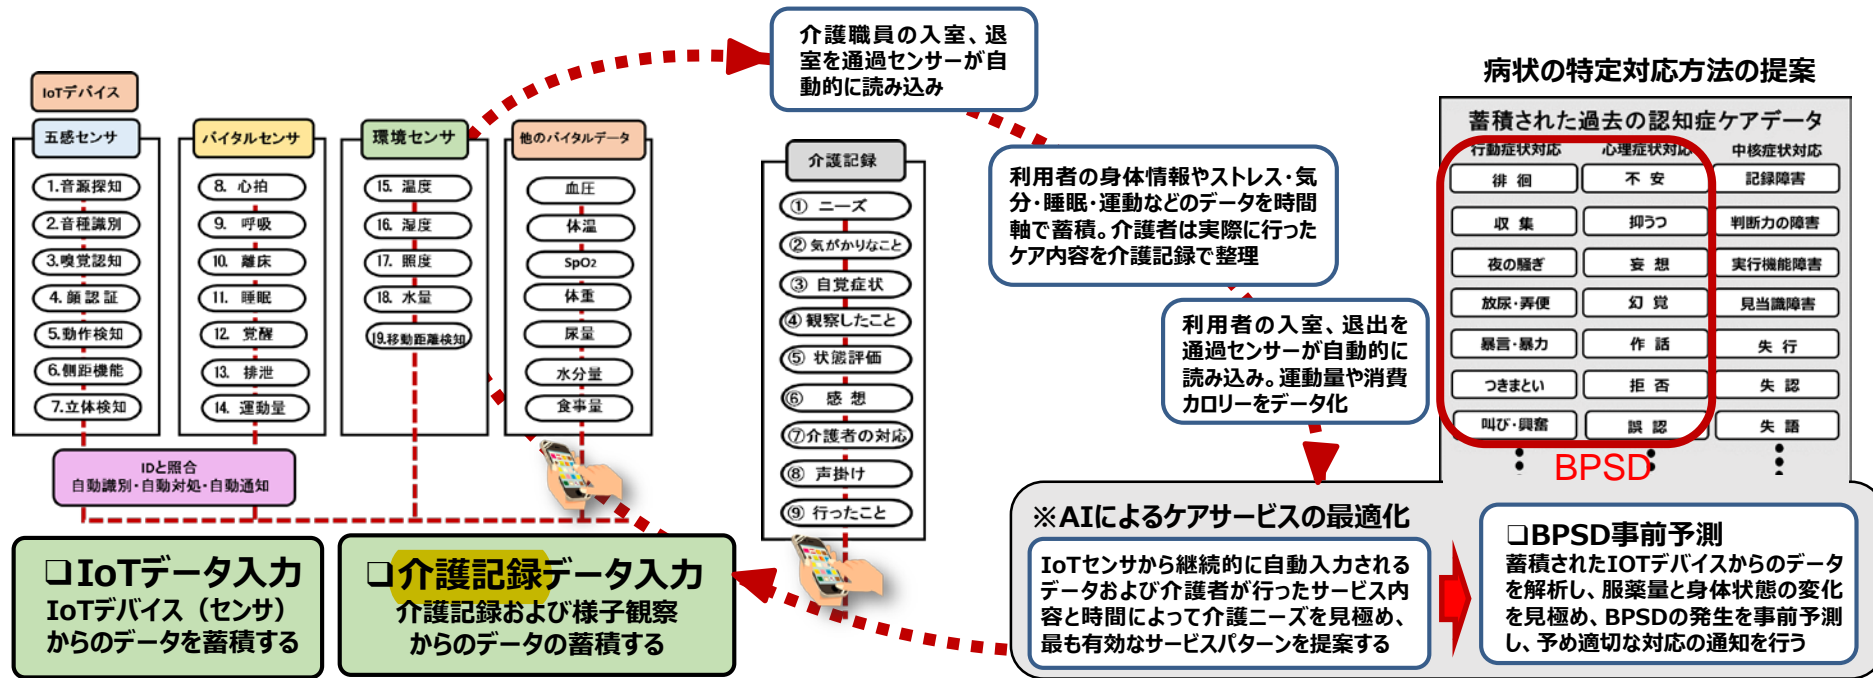 IoTデバイス
五感センサ
1.音源探知
2.音種識別
3.嗅覚認知
4.顔認証
5.動作検知
6.側距機能
7.立体検知
バイタルセンサ
8. 心拍
9. 呼吸
10. 離床
11. 睡眠
12. 覚醒
13. 排泄
14. 運動量
環境センサ
15. 温度
16. 湿度
17. 照度
18. 水量
19.移動距離検知
他のバイタルデータ
血圧
体温
SpO2
体重
尿量
水分量
食事量
IDと照合
自動識別・自動対処・自動通知
□IoTデータ入力
IoTデバイス（センサ）
からのデータを蓄積する
□介護記録データ入力
介護記録および様子観察
からのデータの蓄積する
介護記録
① ニーズ
②気がかりなこと
③ 自覚症状
④観察したこと
⑤ 状態評価
⑥ 感想
⑦介護者の対応
⑧ 声掛け
⑨ 行ったこと
介護職員の入室、退
室を通過センサーが自
動的に読み込み
利用者の身体情報やストレス・気
分・睡眠・運動などのデータを時間
軸で蓄積。介護者は実際に行った
ケア内容を介護記録で整理
利用者の入室、退出を
通過センサーが自動的に
読み込み。運動量や消費
カロリーをデータ化
病状の特定対応方法の提案
蓄積された過去の認知症ケアデータ
行動症状対応 心理症状対応 中核症状対応
徘徊 不安 記録障害
収集 抑うつ 判断力の障害
夜の騒ぎ 妄想 実行機能障害
放尿・弄便 幻覚 見当識障害
暴言・暴力 作話 失行
つきまとい 拒否 失認
叫び・興奮 誤認 失語
BPSD
※AIによるケアサービスの最適化
IoTセンサから継続的に自動入力される
データおよび介護者が行ったサービス内
容と時間によって介護ニーズを見極め、
最も有効なサービスパターンを提案する
□BPSD事前予測
蓄積されたIOTデバイスからのデータ
を解析し、服薬量と身体状態の変化
を見極め、BPSDの発生を事前予測
し、予め適切な対応の通知を行う